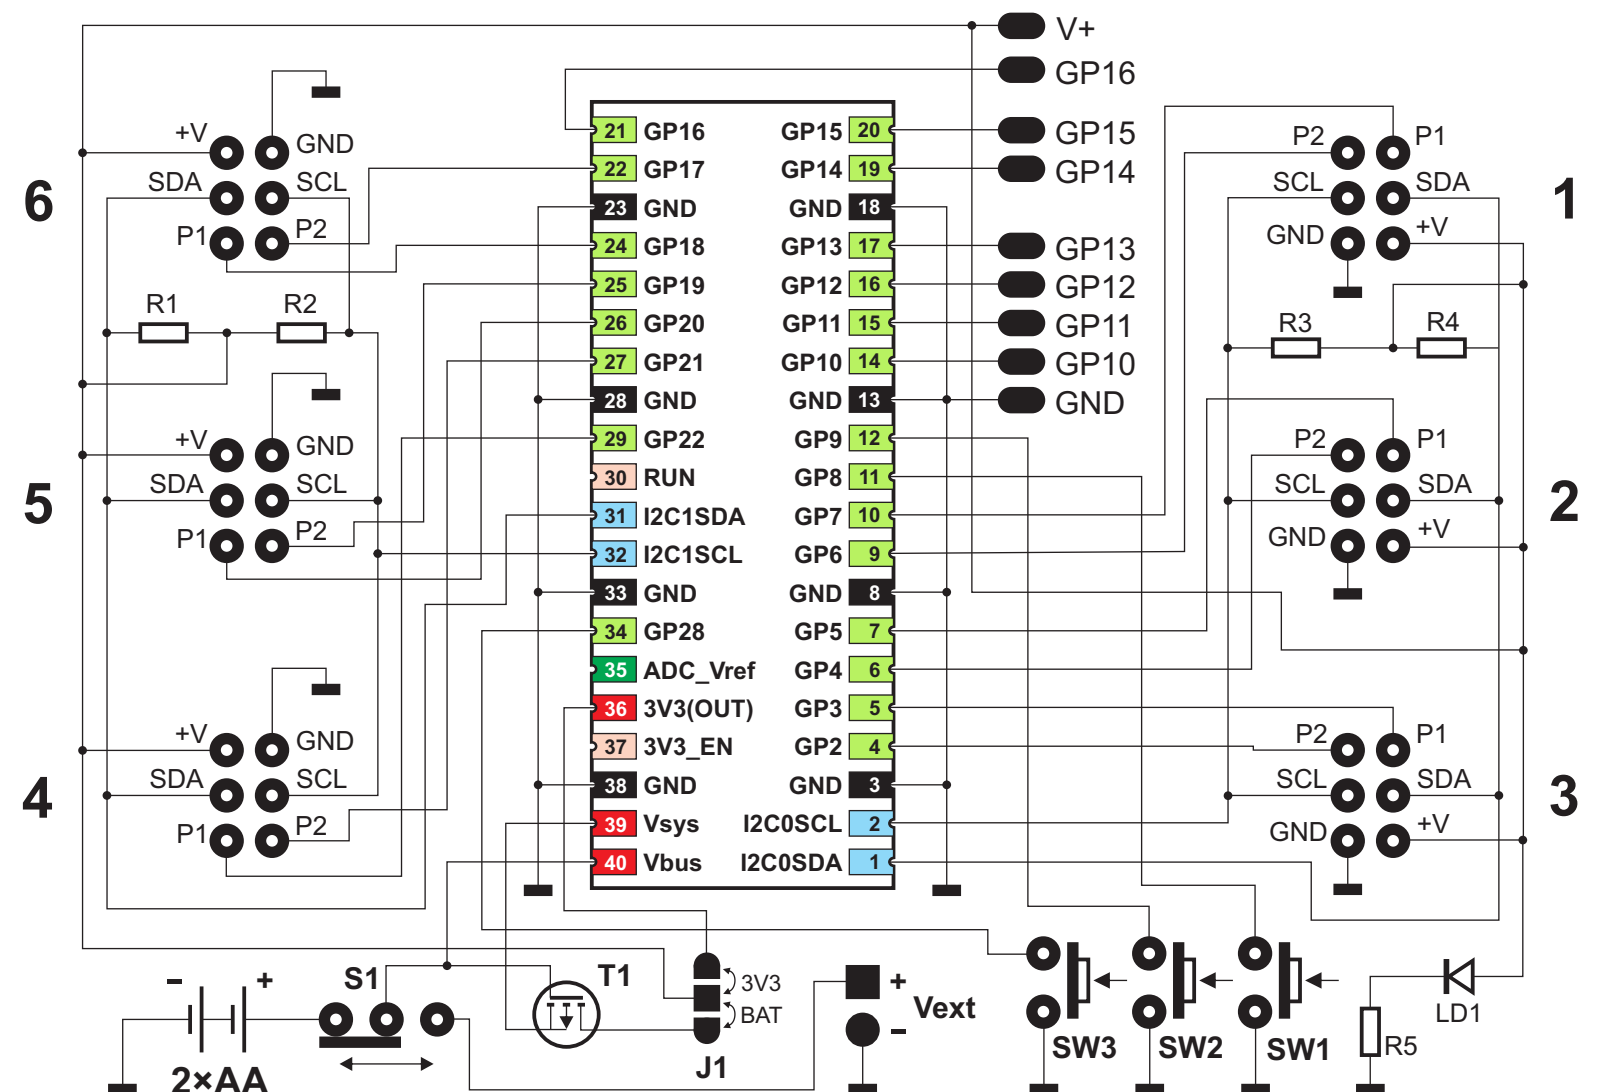 V+
GP16
GP15
GP14
GP13
GP12
GP11
GP10
GND
6
+V GND
SDA SCL
P1 P2
R1 R2
5
+V GND
SDA SCL
P1 P2
4
+V GND
SDA SCL
P1 P2
21 GP16 GP15 20
22 GP17 GP14 19
23 GND GND 18
24 GP18 GP13 17
25 GP19 GP12 16
26 GP20 GP11 15
27 GP21 GP10 14
28 GND GND 13
29 GP22 GP9 12
30 RUN GP8 11
31 I2C1SDA GP7 10
32 I2C1SCL GP6 9
33 GND GND 8
34 GP28 GP5 7
35 ADC_Vref GP4 6
36 3V3(OUT) GP3 5
37 3V3_EN GP2 4
38 GND GND 3
39 Vsys I2C0SCL 2
40 Vbus I2C0SDA 1
1
P2 P1
SCL SDA
GND +V
R3 R4
2
P2 P1
SCL SDA
GND +V
3
P2 P1
SCL SDA
GND +V
- +
2×AA
S1
T1
3V3
BAT
J1
+
Vext
-
SW3 SW2 SW1
LD1
R5